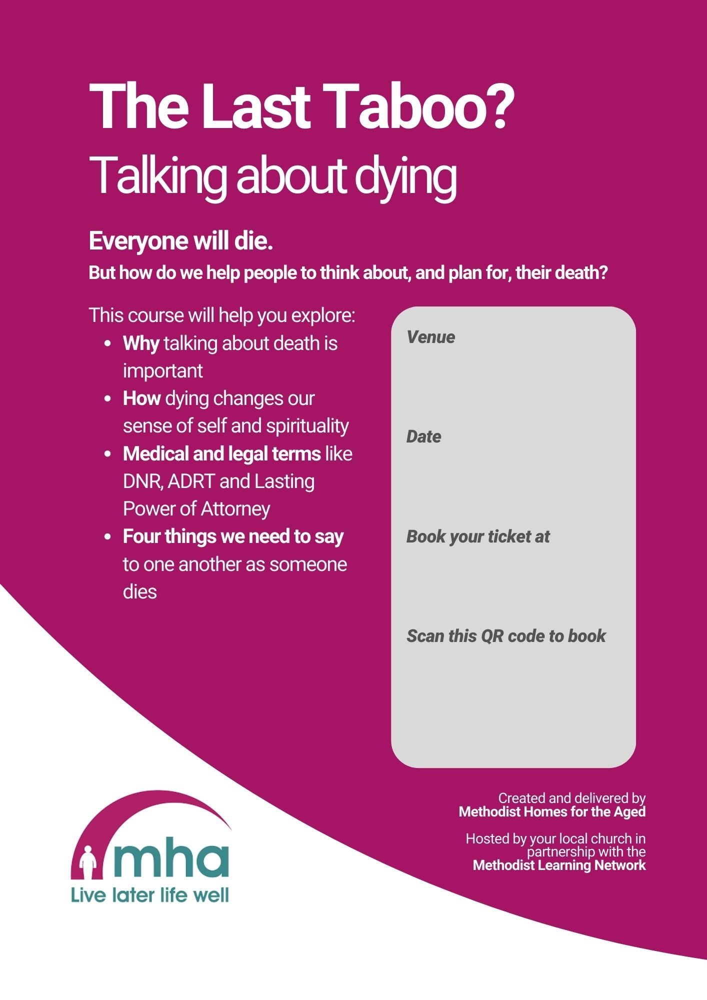 The Last Taboo?
Talking about dying
Everyone will die.
But how do we help people to think about, and plan for, their death?
This course will help you explore:
• Why talking about death is
important
• How dying changes our
sense of self and spirituality
• Medical and legal terms like
DNR, ADRT and Lasting
Power of Attorney
• Four things we need to say
to one another as someone
dies
Venue
Date
Book your ticket at
Scan this QR code to book
Created and delivered by
Methodist Homes for the Aged
Hosted by your local church in
partnership with the
Methodist Learning Network
mha
Live later life well